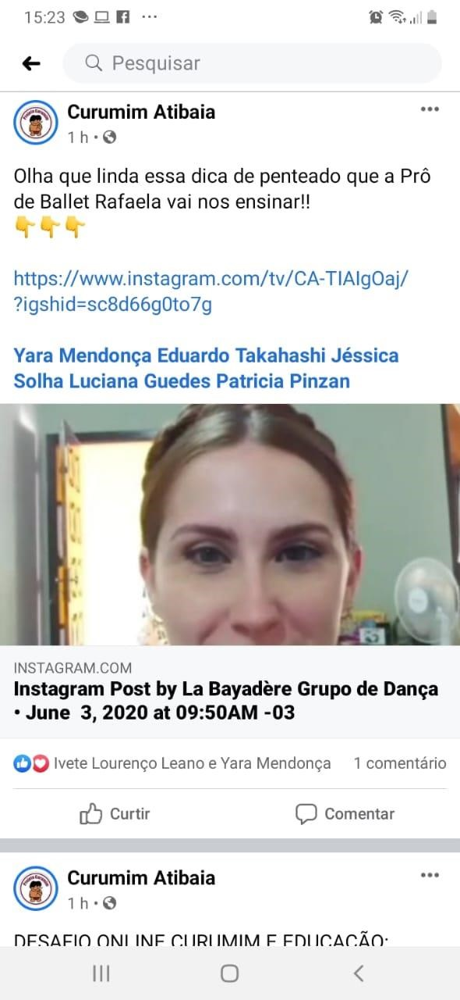 15:23
Pesquisar
Curumim Atibaia
1 h
Olha que linda essa dica de penteado que a Prô
de Ballet Rafaela vai nos ensinar!!
👇👇👇
https://www.instagram.com/tv/CA-TIAIgOaj/
?igshid=sc8d66g0to7g
Yara Mendonça Eduardo Takahashi Jéssica
Solha Luciana Guedes Patricia Pinzan
INSTAGRAM.COM
Instagram Post by La Bayadère Grupo de Dança
• June 3, 2020 at 09:50AM -03
Ivete Lourenço Leano e Yara Mendonça 1 comentário
Curtir Comentar
Curumim Atibaia
1 h
DESAFIO ONLINE CURUMIM E EDUCAÇÃO: